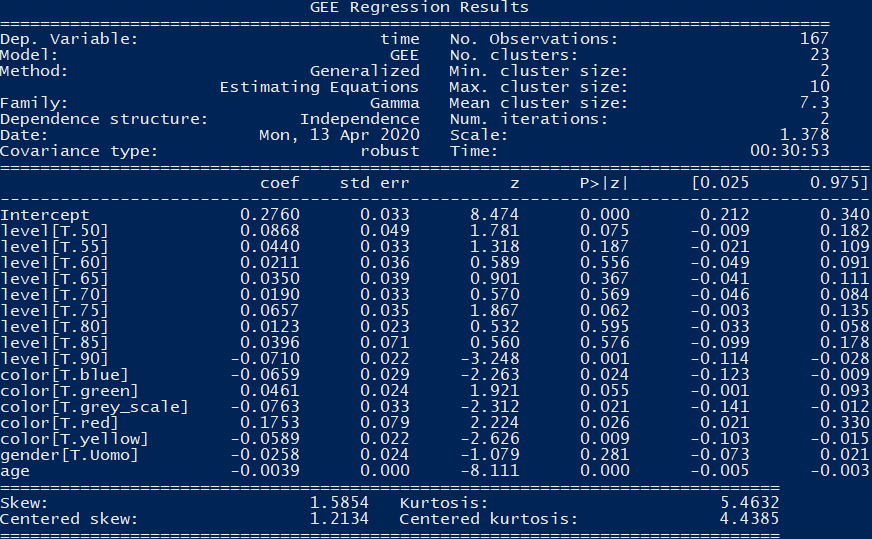 GEE Regression Results
==============================================================================
Dep. Variable: time No. Observations: 167
Model: GEE No. clusters: 23
Method: Generalized Min. cluster size: 2
Estimating Equations Max. cluster size: 10
Family: Gamma Mean cluster size: 7.3
Dependence structure: Independence Num. iterations: 2
Date: Mon, 13 Apr 2020 Scale: 1.378
Covariance type: robust Time: 00:30:53
==============================================================================
coef std err z P>|z| [0.025 0.975]
------------------------------------------------------------------------------
Intercept 0.2760 0.033 8.474 0.000 0.212 0.340
level[T.50] 0.0868 0.049 1.781 0.075 -0.009 0.182
level[T.55] 0.0440 0.033 1.318 0.187 -0.021 0.109
level[T.60] 0.0211 0.036 0.589 0.556 -0.049 0.091
level[T.65] 0.0350 0.039 0.901 0.367 -0.041 0.111
level[T.70] 0.0190 0.033 0.570 0.569 -0.046 0.084
level[T.75] 0.0657 0.035 1.867 0.062 -0.003 0.135
level[T.80] 0.0123 0.023 0.532 0.595 -0.033 0.058
level[T.85] 0.0396 0.071 0.560 0.576 -0.099 0.178
level[T.90] -0.0710 0.022 -3.248 0.001 -0.114 -0.028
color[T.blue] -0.0659 0.029 -2.263 0.024 -0.123 -0.009
color[T.green] 0.0461 0.024 1.921 0.055 -0.001 0.093
color[T.grey_scale] -0.0763 0.033 -2.312 0.021 -0.141 -0.012
color[T.red] 0.1753 0.079 2.224 0.026 0.021 0.330
color[T.yellow] -0.0589 0.022 -2.626 0.009 -0.103 -0.015
gender[T.Uomo] -0.0258 0.024 -1.079 0.281 -0.073 0.021
age -0.0039 0.000 -8.111 0.000 -0.005 -0.003
==============================================================================
Skew: 1.5854 Kurtosis: 5.4632
Centered skew: 1.2134 Centered kurtosis: 4.4385
==============================================================================